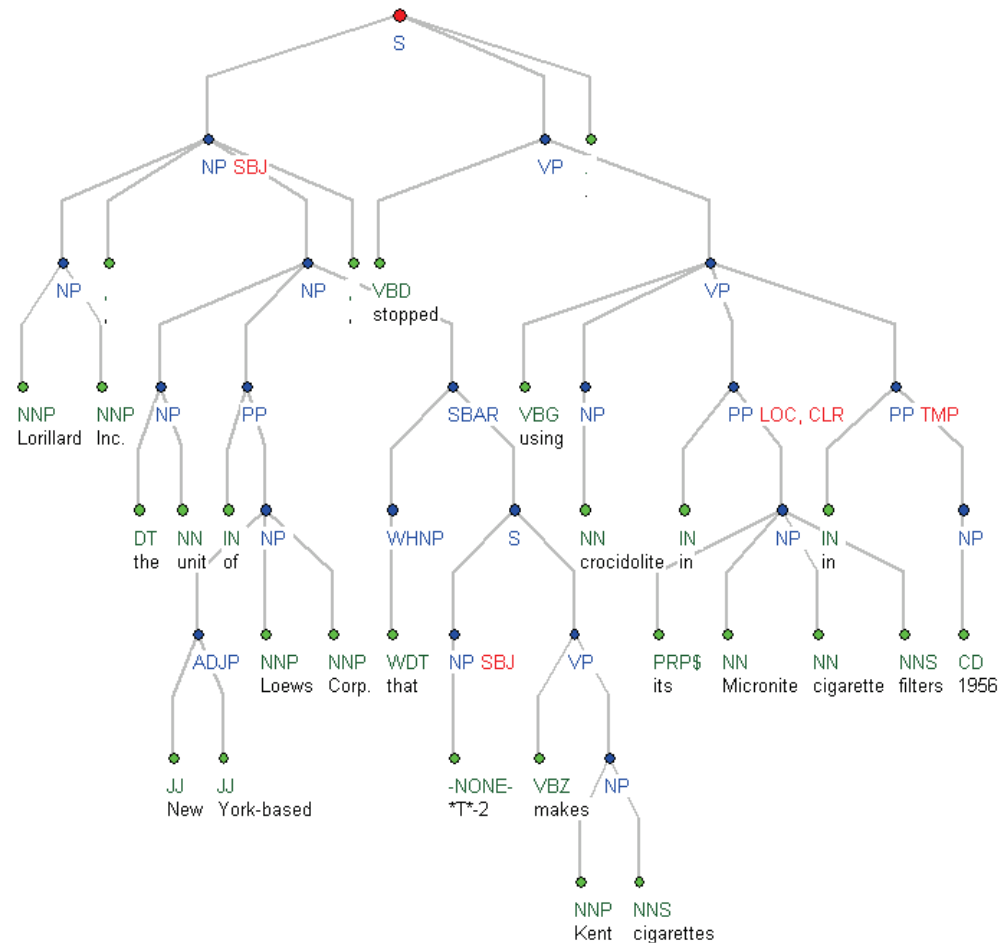 S
NP SBJ VP .
.
NP , NP , VBD VP
, , stopped
NNP NNP NP PP SBAR VBG NP PP LOC, CLR PP TMP
Lorillard Inc. using
DT NN IN NP WHNP S NN IN NP IN NP
the unit of crocidolite in in
ADJP NNP NNP WDT NP SBJ VP PRP$ NN NN NNS CD
Loews Corp. that its Micronite cigarette filters 1956
JJ JJ -NONE- VBZ NP
New York-based *T*-2 makes
NNP NNS
Kent cigarettes